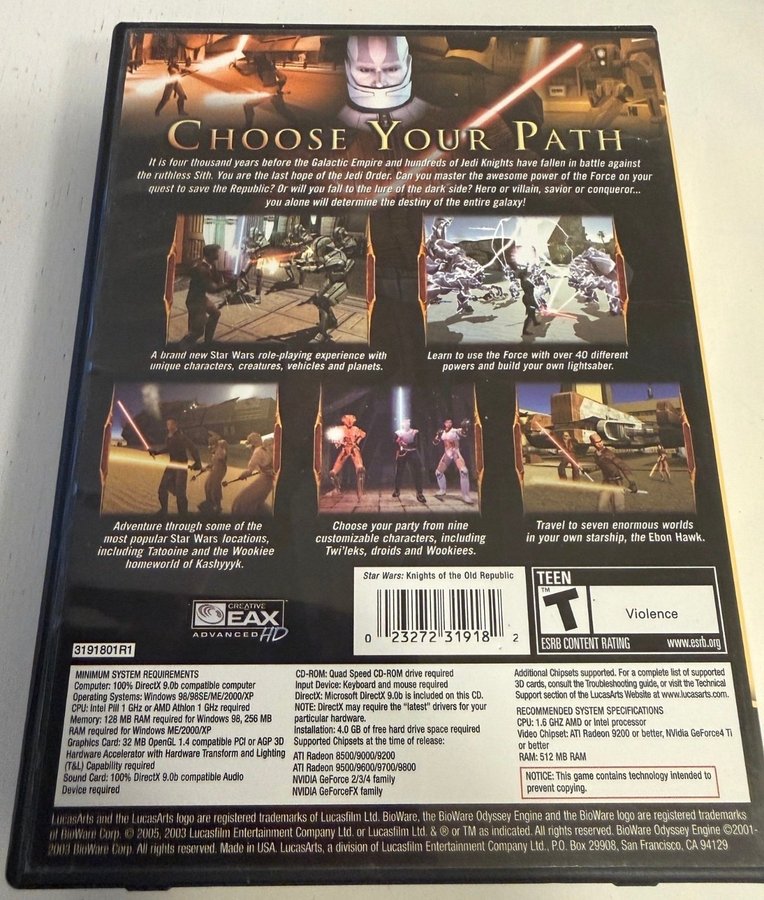 CHOOSE YOUR PATH
It is four thousand years before the Galactic Empire and hundreds of Jedi Knights have fallen in battle against
the ruthless Sith. You are the last hope of the Jedi Order. Can you master the awesome power of the Force on your
quest to save the Republic? Or will you fall to the lure of the dark side? Hero or villain, savior or conqueror...
you alone will determine the destiny of the entire galaxy!
A brand new Star Wars role-playing experience with
unique characters, creatures, vehicles and planets.
Learn to use the Force with over 40 different
powers and build your own lightsaber.
Adventure through some of the
most popular Star Wars locations,
including Tatooine and the Wookiee
homeworld of Kashyyyk.
Choose your party from nine
customizable characters, including
Twi'leks, droids and Wookiees.
Travel to seven enormous worlds
in your own starship, the Ebon Hawk.
CREATIVE
EAX
ADVANCED HD
3191801R1
Star Wars: Knights of the Old Republic
0 23272 31918 2
TEEN
TM
T
Violence
ESRB CONTENT RATING www.esrb.org
MINIMUM SYSTEM REQUIREMENTS
Computer: 100% DirectX 9.0b compatible computer
Operating Systems: Windows 98/98SE/ME/2000/XP
CPU: Intel PIII 1 GHz or AMD Athlon 1 GHz required
Memory: 128 MB RAM required for Windows 98, 256 MB
RAM required for Windows ME/2000/XP
Graphics Card: 32 MB OpenGL 1.4 compatible PCI or AGP 3D
Hardware Accelerator with Hardware Transform and Lighting
(T&L) Capability required
Sound Card: 100% DirectX 9.0b compatible Audio
Device required
CD-ROM: Quad Speed CD-ROM drive required
Input Device: Keyboard and mouse required
DirectX: Microsoft DirectX 9.0b is included on this CD.
NOTE: DirectX may require the "latest" drivers for your
particular hardware.
Installation: 4.0 GB of free hard drive space required
Supported Chipsets at the time of release:
ATI Radeon 8500/9000/9200
ATI Radeon 9500/9600/9700/9800
NVIDIA GeForce 2/3/4 family
NVIDIA GeForceFX family
Additional Chipsets supported. For a complete list of supported
3D cards, consult the Troubleshooting guide, or visit the Technical
Support section of the LucasArts Website at www.lucasarts.com.
RECOMMENDED SYSTEM SPECIFICATIONS
CPU: 1.6 GHZ AMD or Intel processor
Video Chipset: ATI Radeon 9200 or better, NVIDIA GeForce4 Ti
or better
RAM: 512 MB RAM
NOTICE: This game contains technology intended to
prevent copying.
LucasArts and the LucasArts logo are registered trademarks of Lucasfilm Ltd. BioWare, the BioWare Odyssey Engine and the BioWare logo are registered trademarks
of BioWare Corp. © 2005, 2003 Lucasfilm Entertainment Company Ltd. or Lucasfilm Ltd. & ® or TM as indicated. All rights reserved. BioWare Odyssey Engine ©2001-
2003 BioWare Corp. All rights reserved. Made in USA. LucasArts, a division of Lucasfilm Entertainment Company Ltd., P.O. Box 29908, San Francisco, CA 94129